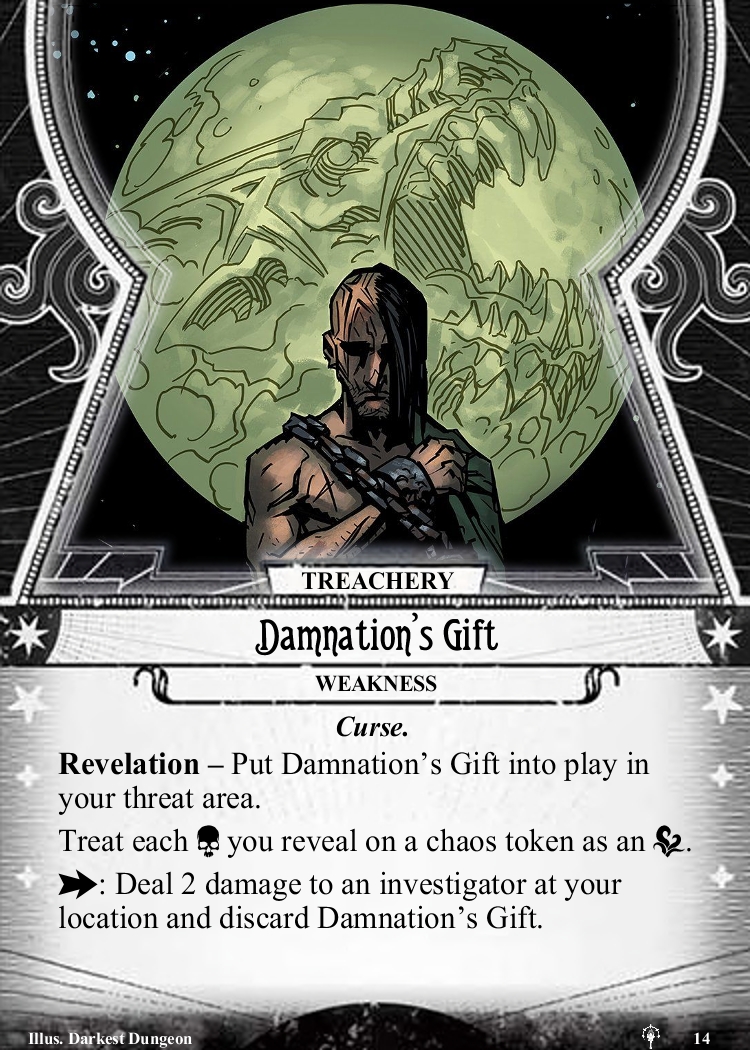 TREACHERY
Damnation's Gift
WEAKNESS
Curse.
Revelation – Put Damnation's Gift into play in
your threat area.
Treat each you reveal on a chaos token as an .
: Deal 2 damage to an investigator at your
location and discard Damnation's Gift.
Illus. Darkest Dungeon 14